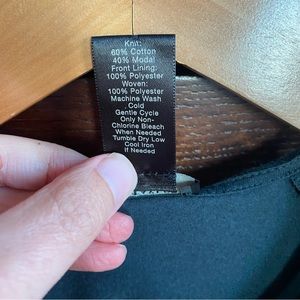 Knit:
60% Cotton
40% Modal
Front Lining:
100% Polyester
Woven:
100% Polyester
Machine Wash
Cold
Gentle Cycle
Only Non-
Chlorine Bleach
When Needed
Tumble Dry Low
Cool Iron
If Needed